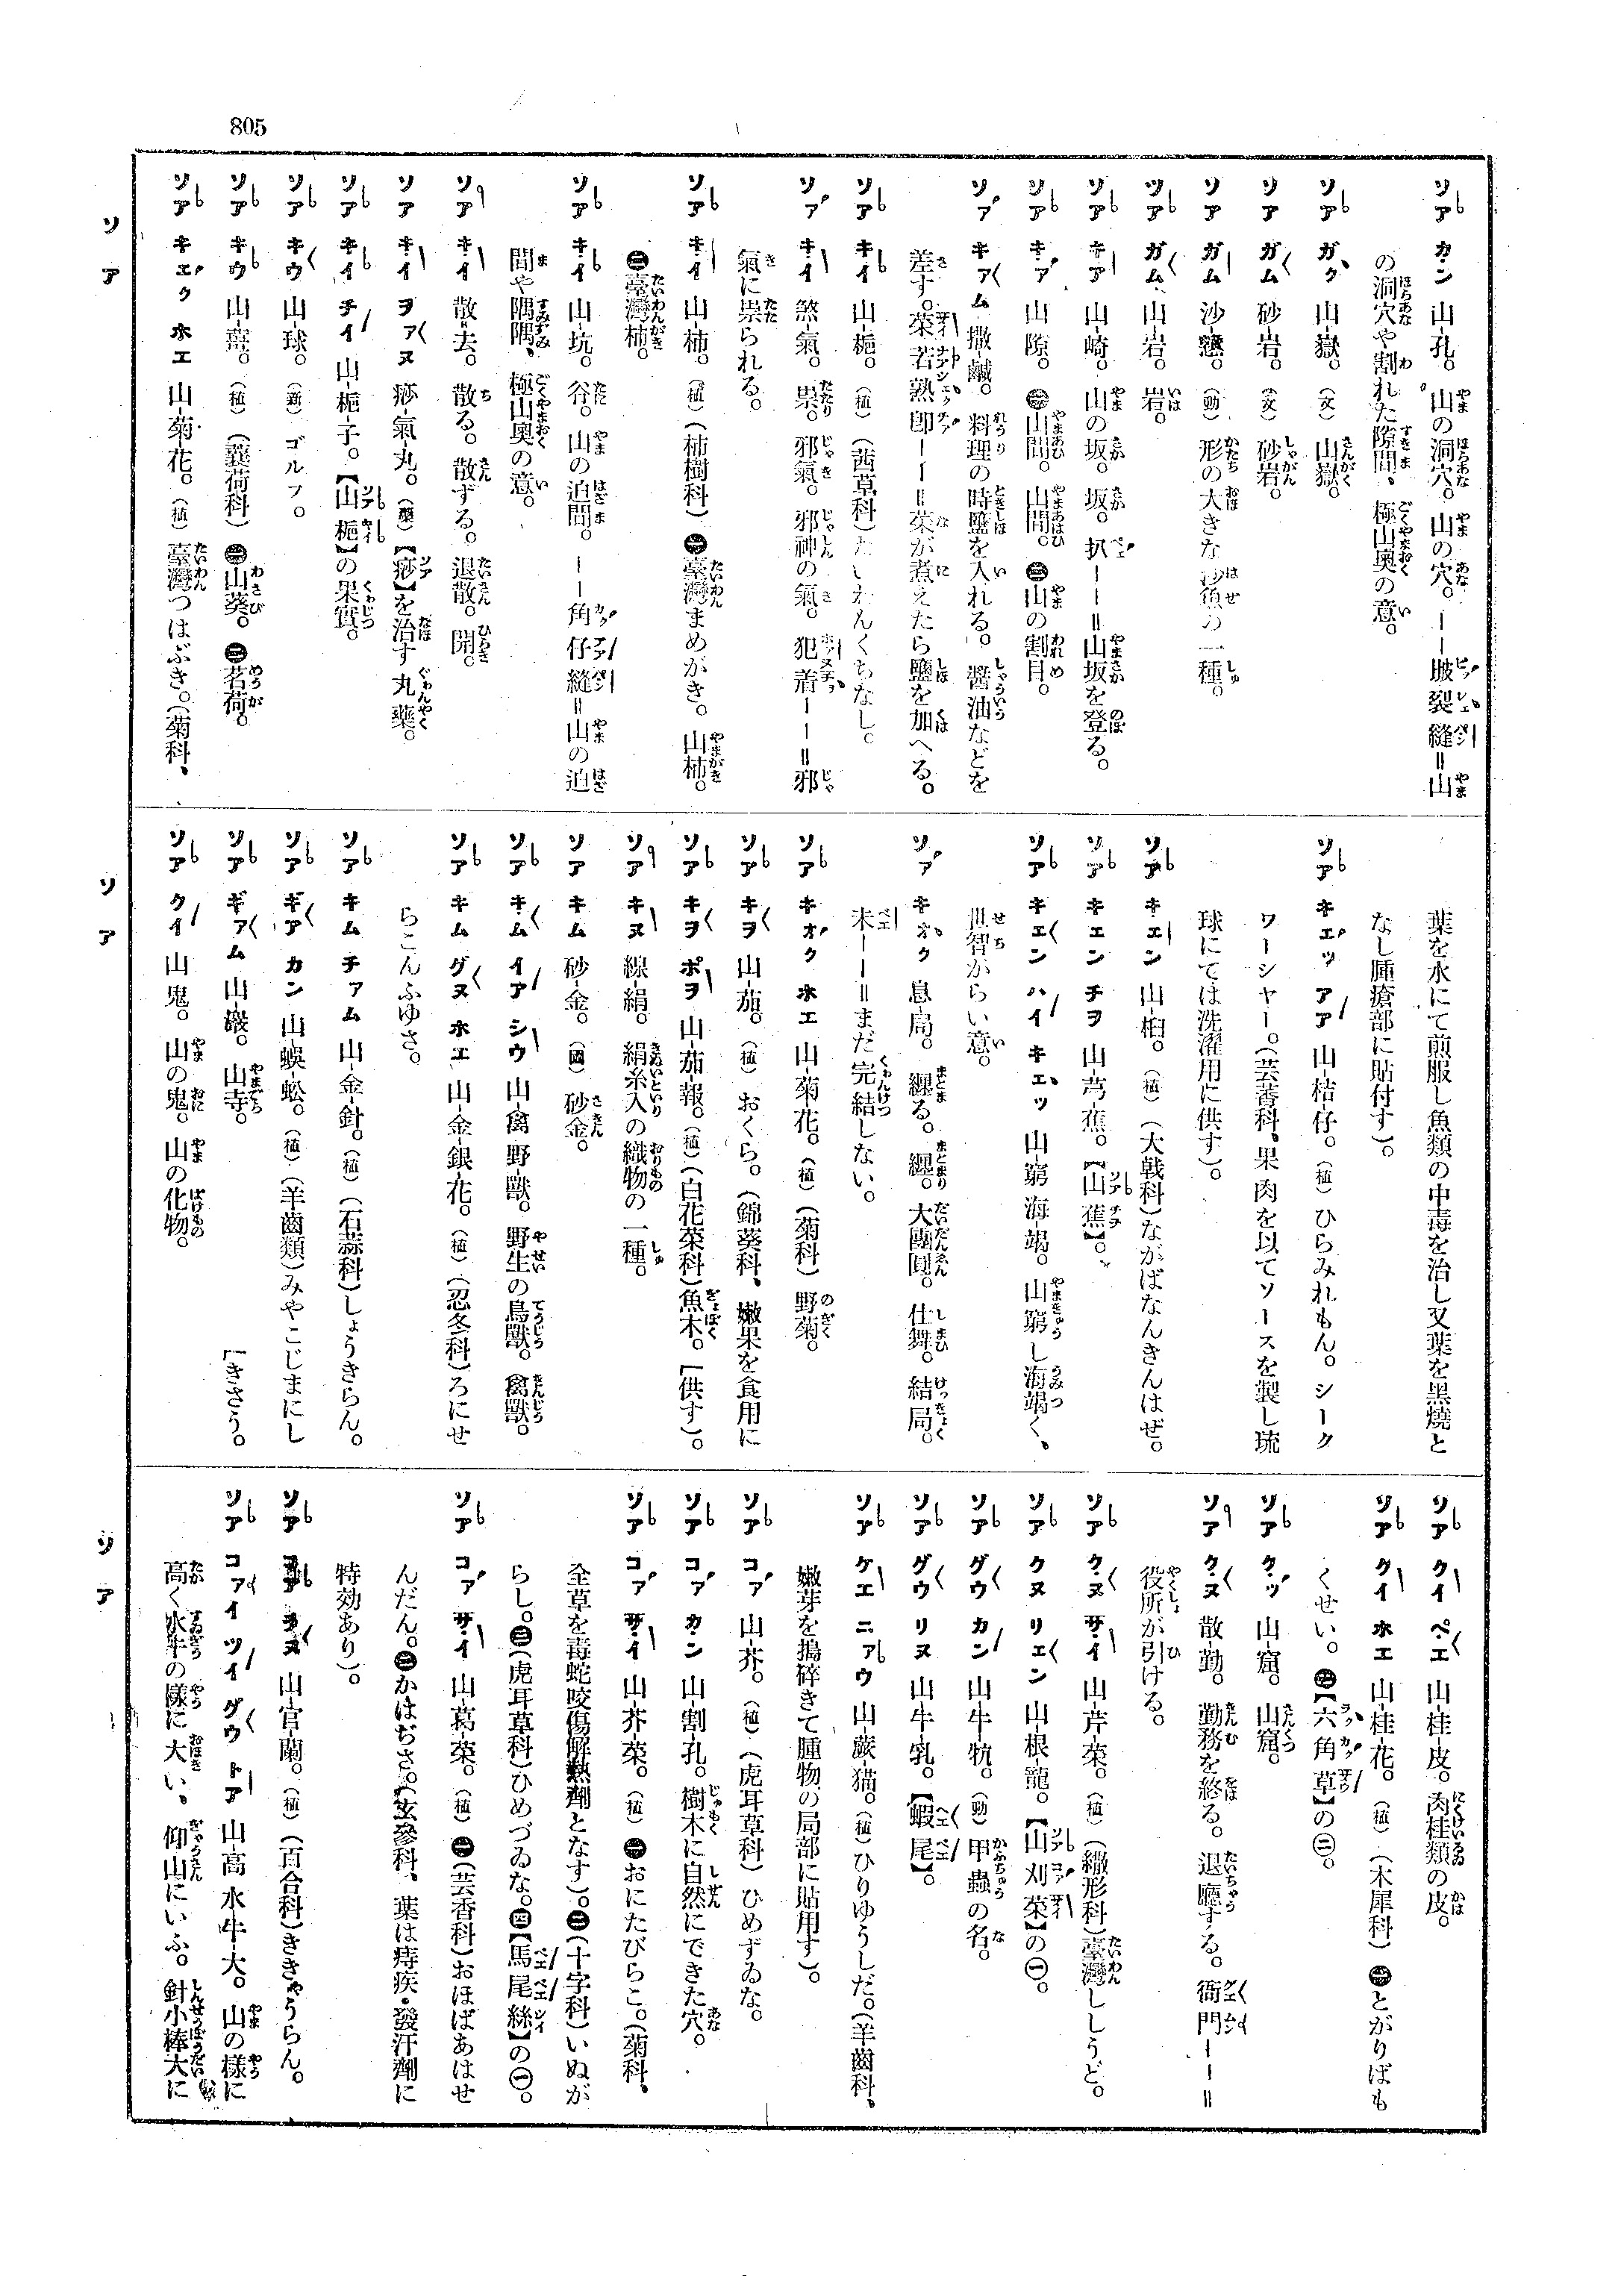 805
ソア カン 山-孔。山の洞穴。山の穴。——坡裂縫=山
の洞穴や割れた隙間、極山奧の意。
ソア ガク 山-嶽。(文)山嶽。
ソア ガム 砂-岩。(文)砂岩。
ソア ガム 沙-戇。(動)形の大きな沙魚の一種。
ソア ガム 山-岩。岩。
ソア キア 山-崎。山の坂。坂。——=山坂を登る。
ソア キア 山 隙。㊀山間。山間。㊁山の割目。
ソア キアム 撒-鹹。料理の時鹽を入れる。醬油などを
差す。菜 若 熟 卽——=菜が煮えたら鹽を加へる。
ソア キイ 山-梔。(植)(茜草科)たいわんくちなし。
ソア キイ 煞-氣。祟。邪氣。邪神の氣。犯 着——=邪
氣に祟られる。
ソア キイ 山-柿。(植)(柿樹科)㊀臺灣まめがき。山柿。
㊁臺灣柿。
ソア キイ 山-坑。谷。山の迫間。——角 仔 縫=山の迫
間や隅隅、極山奧の意。
ソア キイ 散-去。散る。散ずる。退散。開。
ソア キイ ヲァヌ 痧-氣-丸。(藥)【痧】を治す丸藥。
ソア キイ チイ 山-梔-子。【山梔】の果實。
ソア キウ 山-球。(新)ゴルフ。
ソア キウ 山-薑。(植)(蘘荷科)㊀山葵。㊁茗荷。
ソア キェク ホエ 山-菊-花。(植)臺灣つはぶき。(菊科、
ソア
葉を水にて煎服し魚類の中毒を治し又葉を黑燒と
なし腫瘡部に貼付す)。
ソア キェッ アア 山-桔-仔。(植)ひらみれもん。シーク
ワーシャー。(芸香科、果肉を以てソースを製し琉
球にては洗濯用に供す)。
ソア キェン 山-桕。(植)(大戟科)ながばなんきんはぜ。
ソア キェン チヲ 山-芎-蕉。【山蕉】。
ソア キェン ハイ キェッ 山-窮 海-竭。山窮し海竭く、
世智がらい意。
ソア キオク 息-局。纏る。纏。大團圓。仕舞。結局。
未——=まだ完結しない。
ソア キオク ホエ 山-菊-花。(植)(菊科)野菊。
ソア キヲ 山-茄。(植)おくら。(錦葵科、嫩果を食用に
[供す)。
ソア キヲ ポヲ 山-茄-報。(植)(白花菜科)魚木。
ソア キヌ 線-絹。絹糸入の織物の一種。
ソア キム 砂-金。(國)砂金。
ソア キム イア シウ 山-禽 野-獸。野生の鳥獸。禽獸。
ソア キム グヌ ホエ 山-金-銀-花。(植)(忍冬科)ろにせ
らこんふゆさ。
ソア キム チァム 山-金-針。(植)(石蒜科)しょうきらん。
ソア ギア カン 山-蜈-蚣。(植)(羊齒類)みやこじまにし
[きさう。
ソア ギァム 山-巖。山寺。
ソア クイ 山 鬼。山の鬼。山の化物。
ソア
ソア クイ ペエ 山-桂-皮。肉桂類の皮。
ソア クイ ホエ 山-桂-花。(植)(木犀科)㊀とがりばも
くせい。㊁【六角草】の㊁。
ソア クッ 山-窟。山窟。
ソア クヌ 散-勤。勤務を終る。退廳する。衙門——=
役所が引ける。
ソア クヌ サイ 山-芹-菜。(植)(繖形科)臺灣ししうど。
ソア クヌ リェン 山-根-龍。【山刈菜】の㊀。
ソア グウ カン 山-牛-牨。(動)甲蟲の名。
ソア グウ リヌ 山-牛-乳。【蝦尾】。
ソア ケエ ニァウ 山-蕨-猫。(植)ひりゆうしだ。(羊齒科、
嫩芽を搗碎きて腫物の局部に貼用す)。
ソア コァ 山-芥。(植)(虎耳草科)ひめずゐな。
ソア コァ カン 山-割-孔。樹木に自然にできた穴。
ソア コァ サイ 山-芥-菜。(植)㊀おにたびらこ。(菊科、
全草を毒蛇咬傷解熱劑となす)。㊁(十字科)いぬが
らし。㊂(虎耳草科)ひめづゐな。㊃【馬尾絲】の㊀。
ソア コァ サイ 山-葛-菜。(植)㊀(芸香科)おほばあはせ
んだん。㊁かはぢさ。(玄參科、葉は痔疾・發汗劑に
特効あり)。
ソア 山-官-蘭。(植)(百合科)ききゃうらん。
ソア コァイ ツイ グウ トア 山-高 水-牛-大。山の樣に
高く水牛の樣に大い、仰山にいふ。針小棒大に
ソア